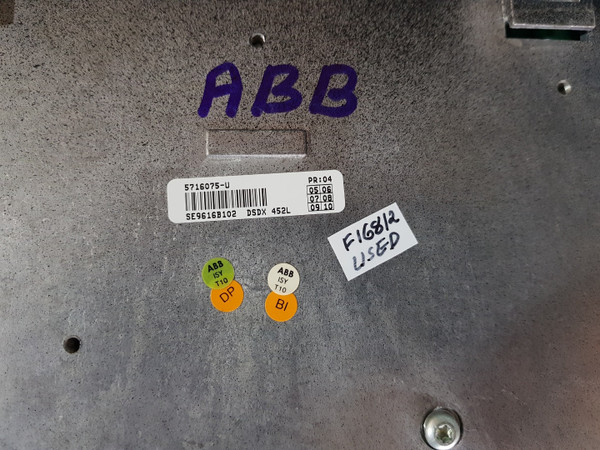 ABB
5716075-U
PR:04
05 06
07 08
09 10
SE9616B102 DSDX 452L
F16812
USED
ABB
ISY
T10
DP
ABB
ISY
T10
BI